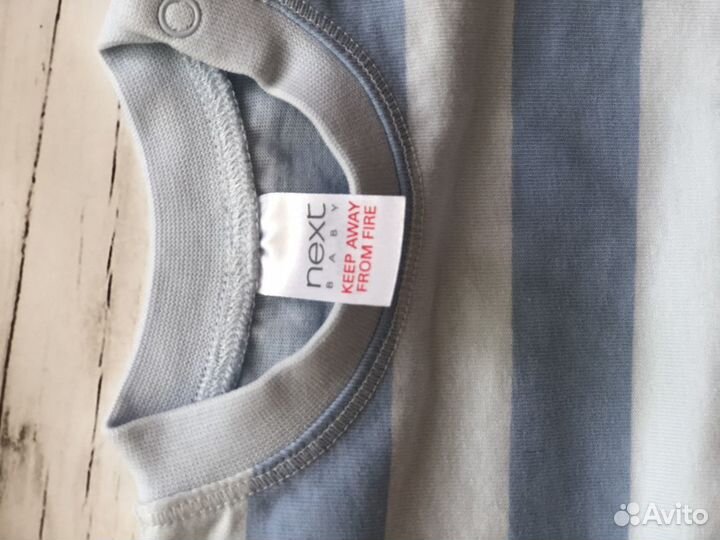 next
BABY
KEEP AWAY
FROM FIRE
Avito